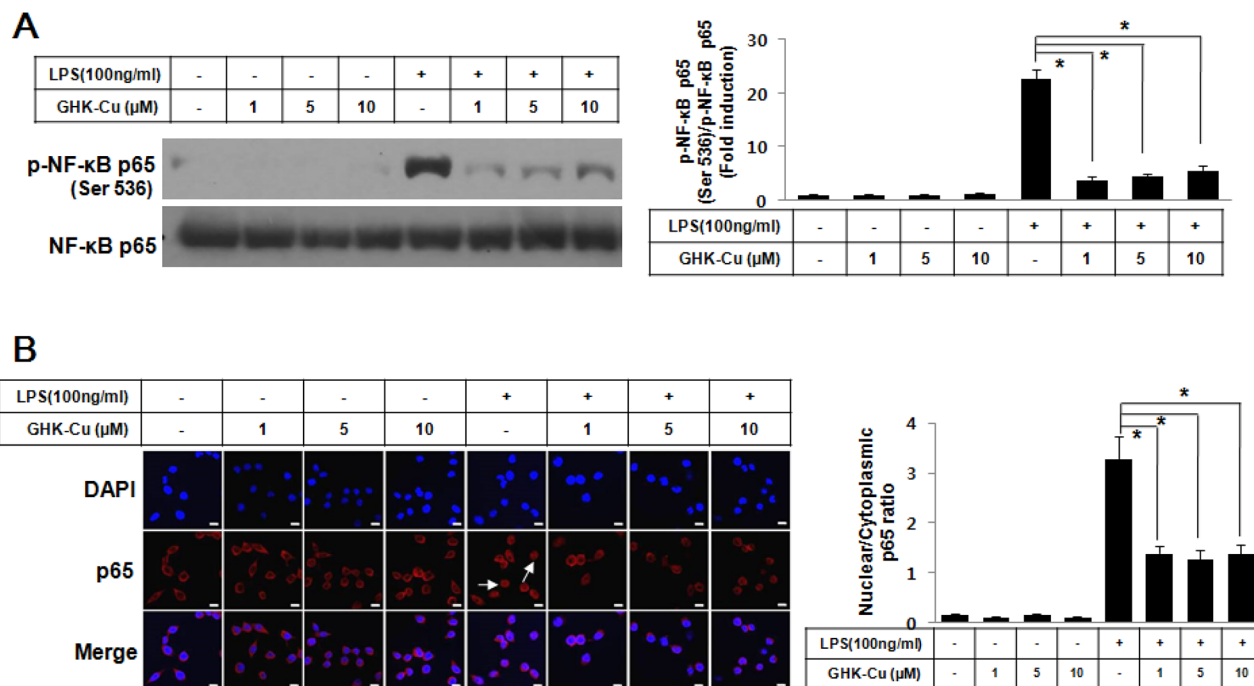 A
LPS(100ng/ml) - - - - + + + +
GHK-Cu (μM) - 1 5 10 - 1 5 10
p-NF-κB p65
(Ser 536)
NF-κB p65
p-NF-κB p65
(Ser 536)/p-NF-κB p65
(Fold induction)
30
20
10
5
0
* * *
LPS(100ng/ml) - - - - + + + +
GHK-Cu (μM) - 1 5 10 - 1 5 10
B
LPS(100ng/ml) - - - - + + + +
GHK-Cu (μM) - 1 5 10 - 1 5 10
DAPI
p65
Merge
Nuclear/Cytoplasmic
p65 ratio
4
3
2
1
0
* * *
LPS(100ng/ml) - - - - + + + +
GHK-Cu (μM) - 1 5 10 - 1 5 10